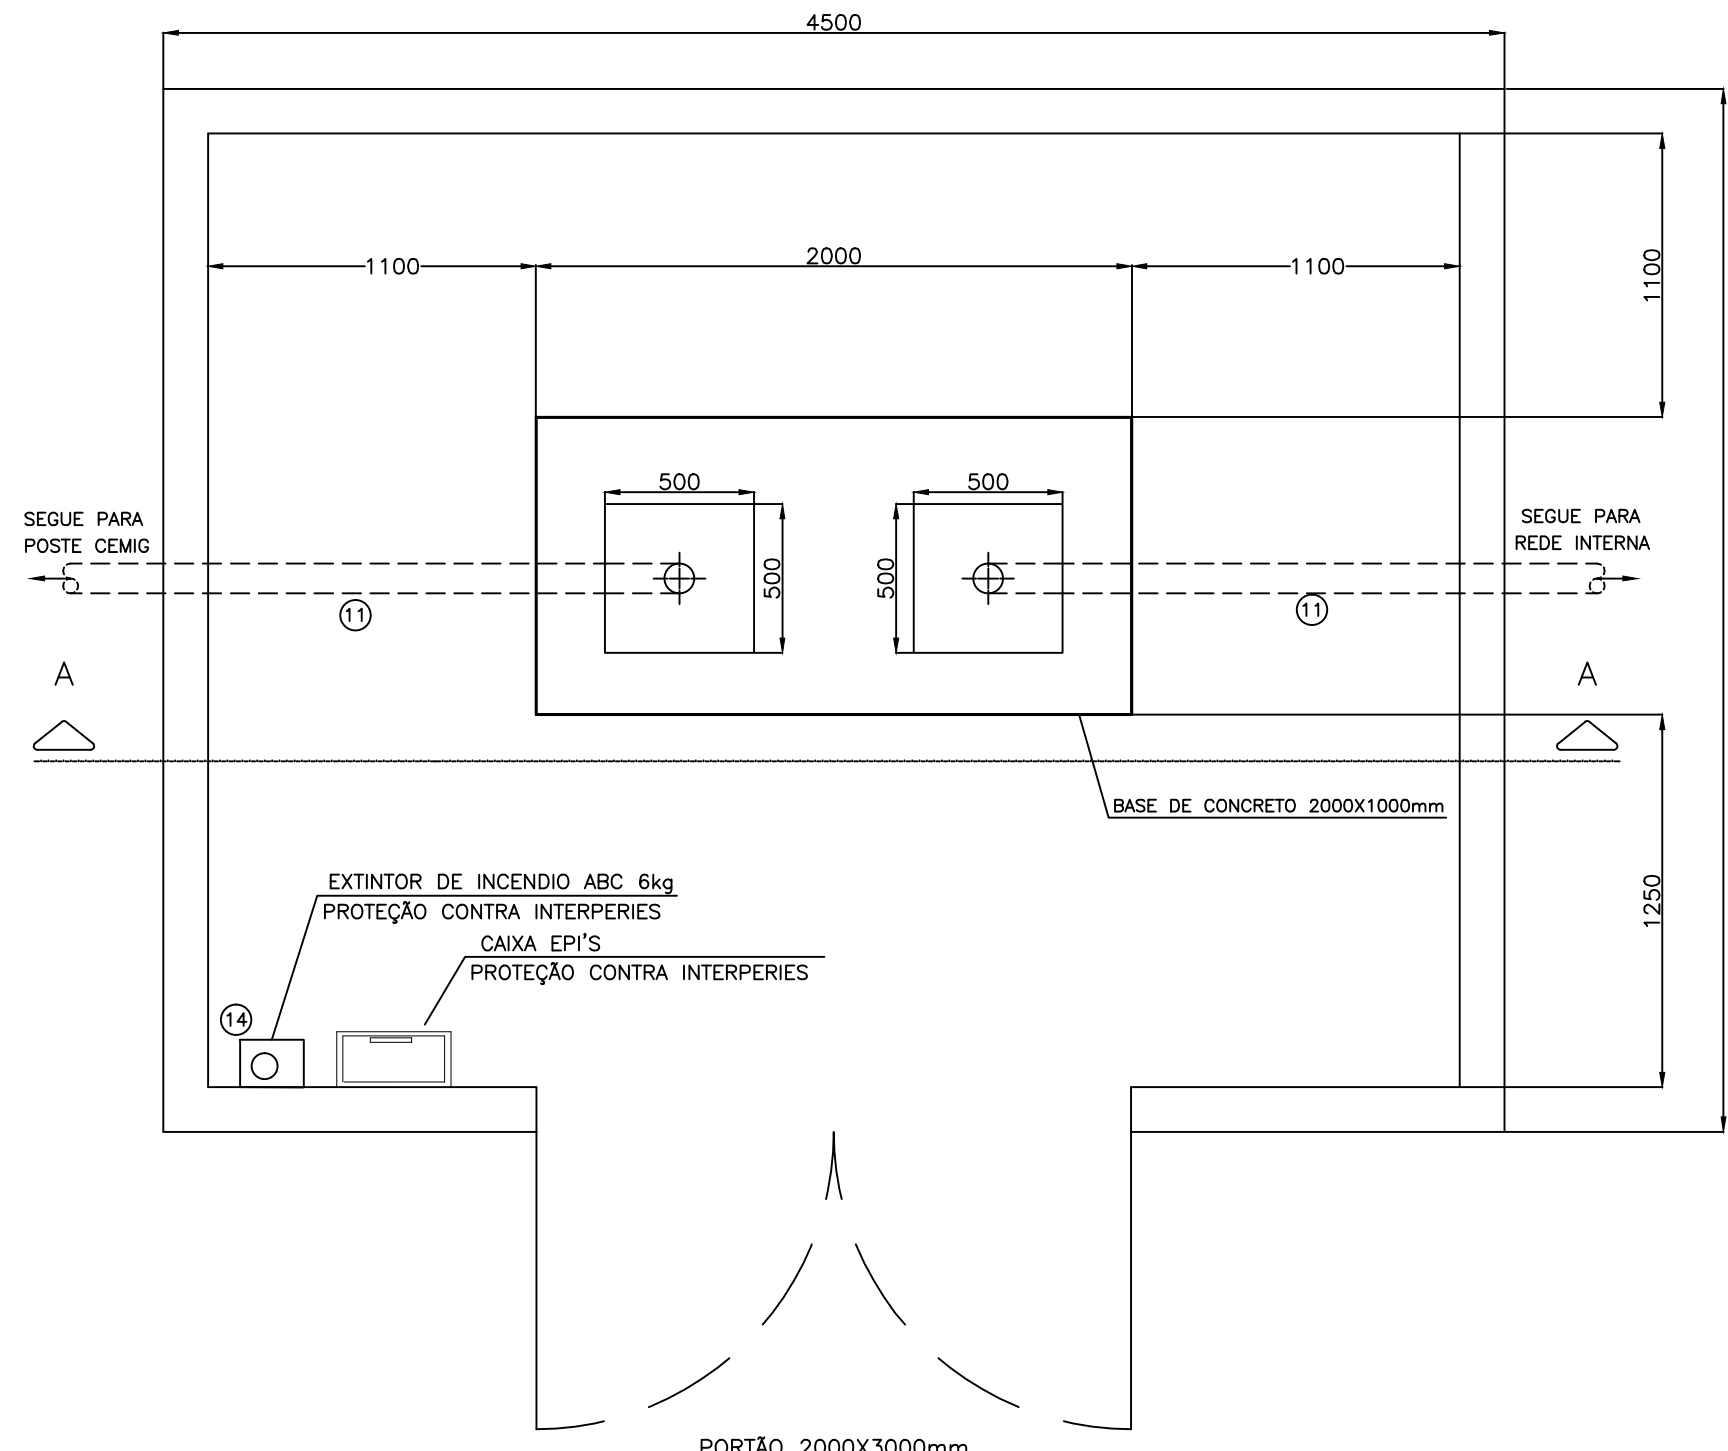 4500
1100
2000
1100
1100
500
500
SEGUE PARA
POSTE CEMIG
SEGUE PARA
REDE INTERNA
500
500
11
11
A
A
BASE DE CONCRETO 2000X1000mm
EXTINTOR DE INCENDIO ABC 6kg
PROTEÇÃO CONTRA INTERPERIES
1250
CAIXA EPI'S
PROTEÇÃO CONTRA INTERPERIES
14
PORTÃO 2000X3000mm